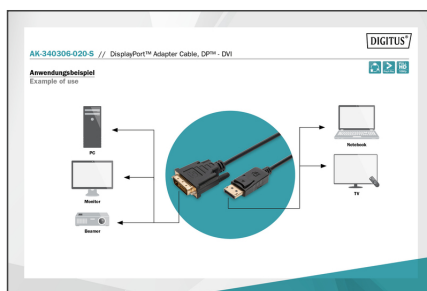 DIGITUS®
AK-340306-020-S // DisplayPort™ Adapter Cable, DP™ - DVI
Anwendungsbeispiel
Example of use
PC
Monitor
Beamer
Notebook
TV